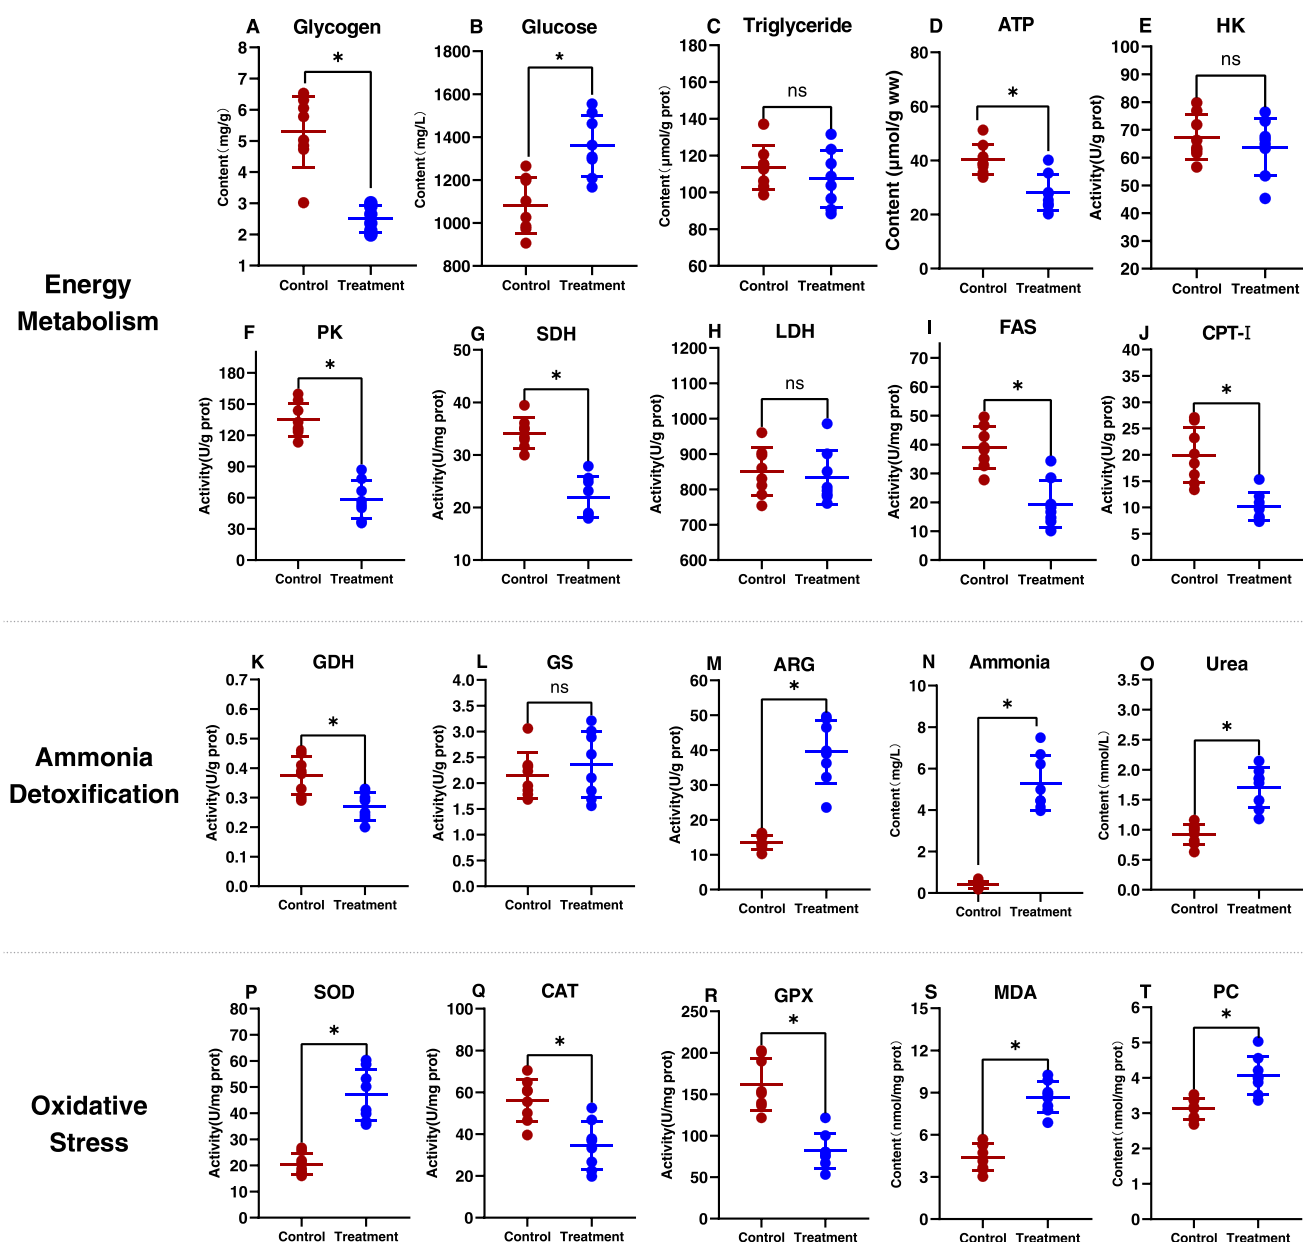 Energy
Metabolism
A Glycogen
Content（mg/g）
8
7
6
5
4
3
2
1
*
Control Treatment
B Glucose
Content（mg/L）
1800
1600
1400
1200
1000
800
*
Control Treatment
C Triglyceride
Content（μmol/g prot）
180
160
140
120
100
80
60
ns
Control Treatment
D ATP
Content (μmol/g ww)
80
60
40
20
0
*
Control Treatment
E HK
Activity(U/g prot)
100
90
80
70
60
50
40
30
20
ns
Control Treatment
F PK
Activity(U/g prot)
180
150
120
90
60
30
0
*
Control Treatment
G SDH
Activity(U/mg prot)
50
40
30
20
10
*
Control Treatment
H LDH
Activity(U/g prot)
1200
1100
1000
900
800
700
600
ns
Control Treatment
I FAS
Activity(U/g prot)
70
60
50
40
30
20
10
0
*
Control Treatment
J CPT-Ⅰ
Activity(U/g prot)
40
35
30
25
20
15
10
5
0
*
Control Treatment
Ammonia
Detoxification
K GDH
Activity(U/g prot)
0.7
0.6
0.5
0.4
0.3
0.2
0.1
0.0
*
Control Treatment
L GS
Activity(U/g prot)
4.0
3.5
3.0
2.5
2.0
1.5
1.0
0.5
0.0
ns
Control Treatment
M ARG
Activity(U/g prot)
60
50
40
30
20
10
0
*
Control Treatment
N Ammonia
Content（mg/L）
10
8
6
4
2
0
*
Control Treatment
O Urea
Content（mmol/L）
3.5
3.0
2.5
2.0
1.5
1.0
0.5
0.0
*
Control Treatment
Oxidative
Stress
P SOD
Activity(U/mg prot)
80
70
60
50
40
30
20
10
0
*
Control Treatment
Q CAT
Activity(U/mg prot)
100
80
60
40
20
0
*
Control Treatment
R GPX
Activity(U/mg prot)
250
200
150
100
50
0
*
Control Treatment
S MDA
Content（nmol/mg prot）
15
12
9
6
3
0
*
Control Treatment
T PC
Content（nmol/mg prot）
6
5
4
3
2
1
0
*
Control Treatment